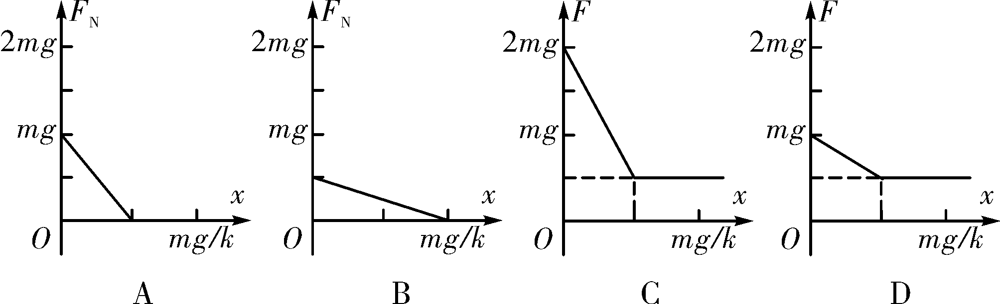 F_N F_N F F
2mg 2mg 2mg 2mg
mg mg mg mg
x x x x
O mg/k O mg/k O mg/k O mg/k
A B C D